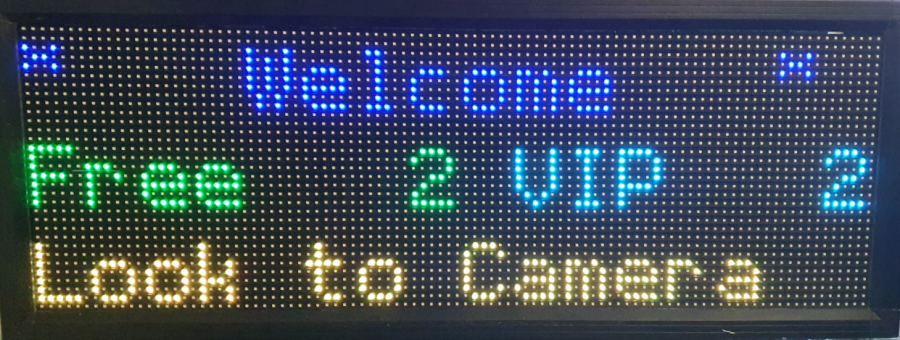 * Welcome *
Free 2 VIP 2
Look to Camera